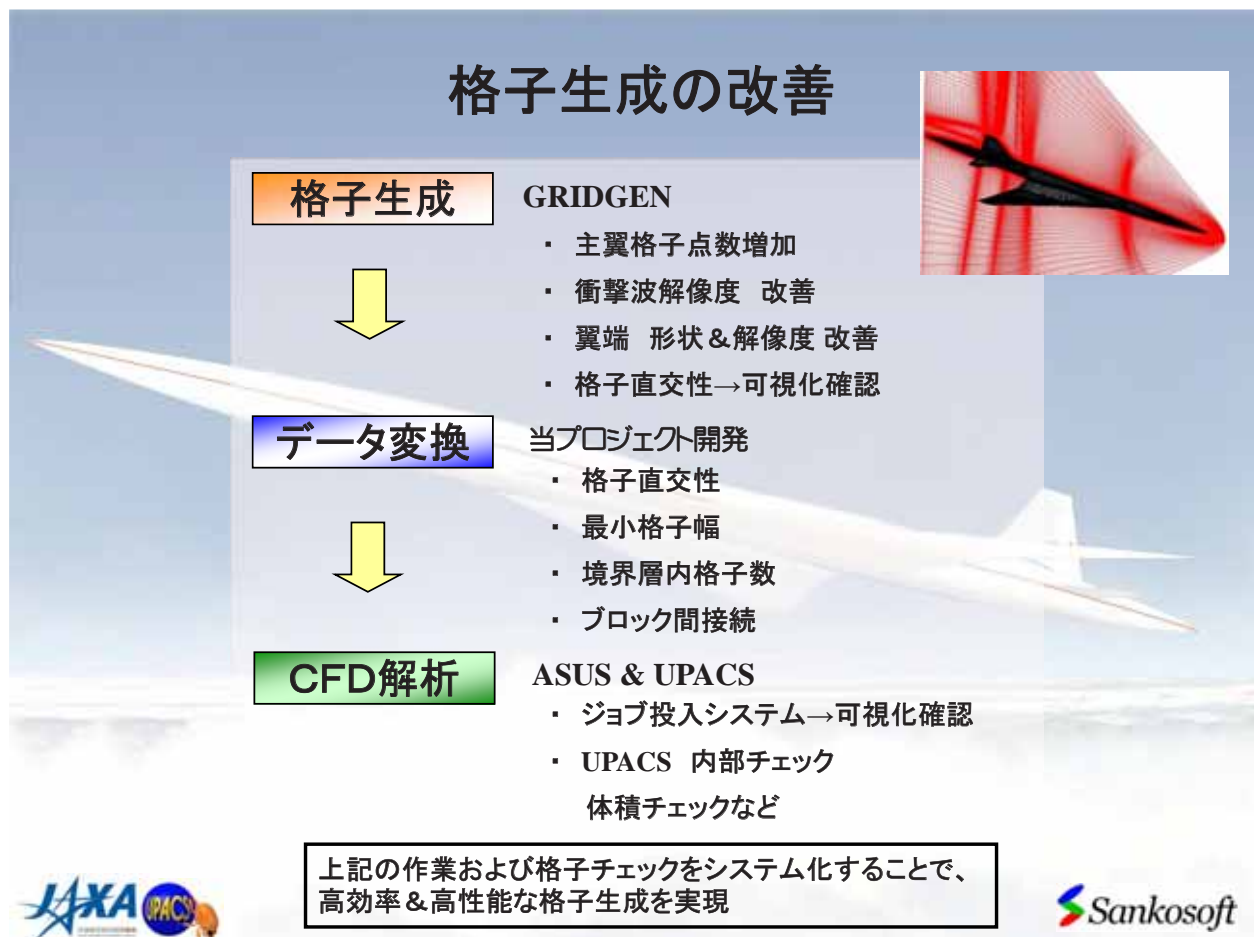 格子生成の改善
格子生成
GRIDGEN
・ 主翼格子点数増加
・ 衝撃波解像度 改善
・ 翼端 形状＆解像度 改善
・ 格子直交性→可視化確認
データ変換
当プロジェクト開発
・ 格子直交性
・ 最小格子幅
・ 境界層内格子数
・ ブロック間接続
ＣＦＤ解析
ASUS & UPACS
・ ジョブ投入システム→可視化確認
・ UPACS 内部チェック
体積チェックなど
上記の作業および格子チェックをシステム化することで、
高効率＆高性能な格子生成を実現
JAXA
UPACS
Sankosoft